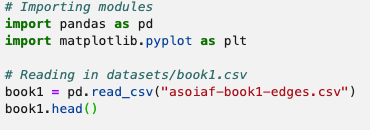 # Importing modules
import pandas as pd
import matplotlib.pyplot as plt
# Reading in datasets/book1.csv
book1 = pd.read_csv("asoiaf-book1-edges.csv")
book1.head()